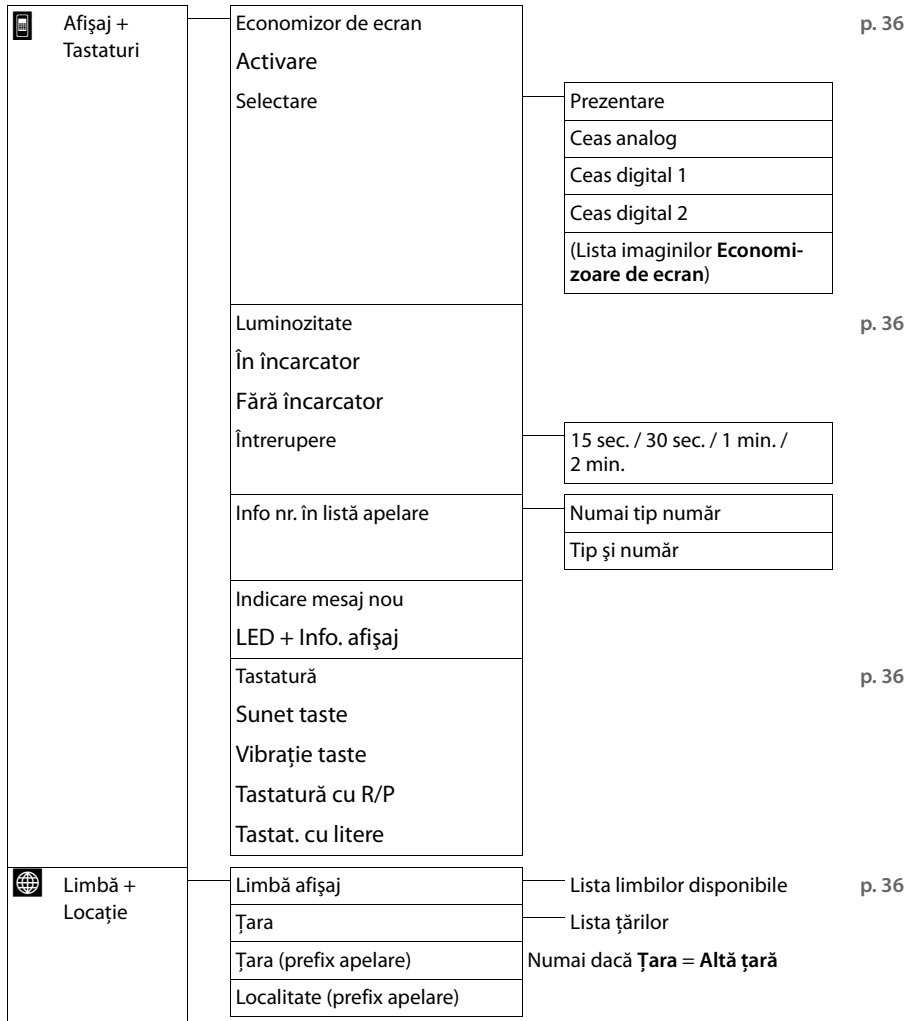 Afişaj +
Tastaturi
Economizor de ecran
p. 36
Activare
Selectare
Prezentare
Ceas analog
Ceas digital 1
Ceas digital 2
(Lista imaginilor Economi-
zoare de ecran)
Luminozitate
p. 36
În încarcator
Fără încarcator
Întrerupere
15 sec. / 30 sec. / 1 min. /
2 min.
Info nr. în listă apelare
Numai tip număr
Tip şi număr
Indicare mesaj nou
LED + Info. afişaj
Tastatură
p. 36
Sunet taste
Vibrație taste
Tastatură cu R/P
Tastat. cu litere
Limbă +
Locație
Limbă afişaj
Lista limbilor disponibile
p. 36
Țara
Lista țărilor
Țara (prefix apelare)
Numai dacă Țara = Altă țară
Localitate (prefix apelare)